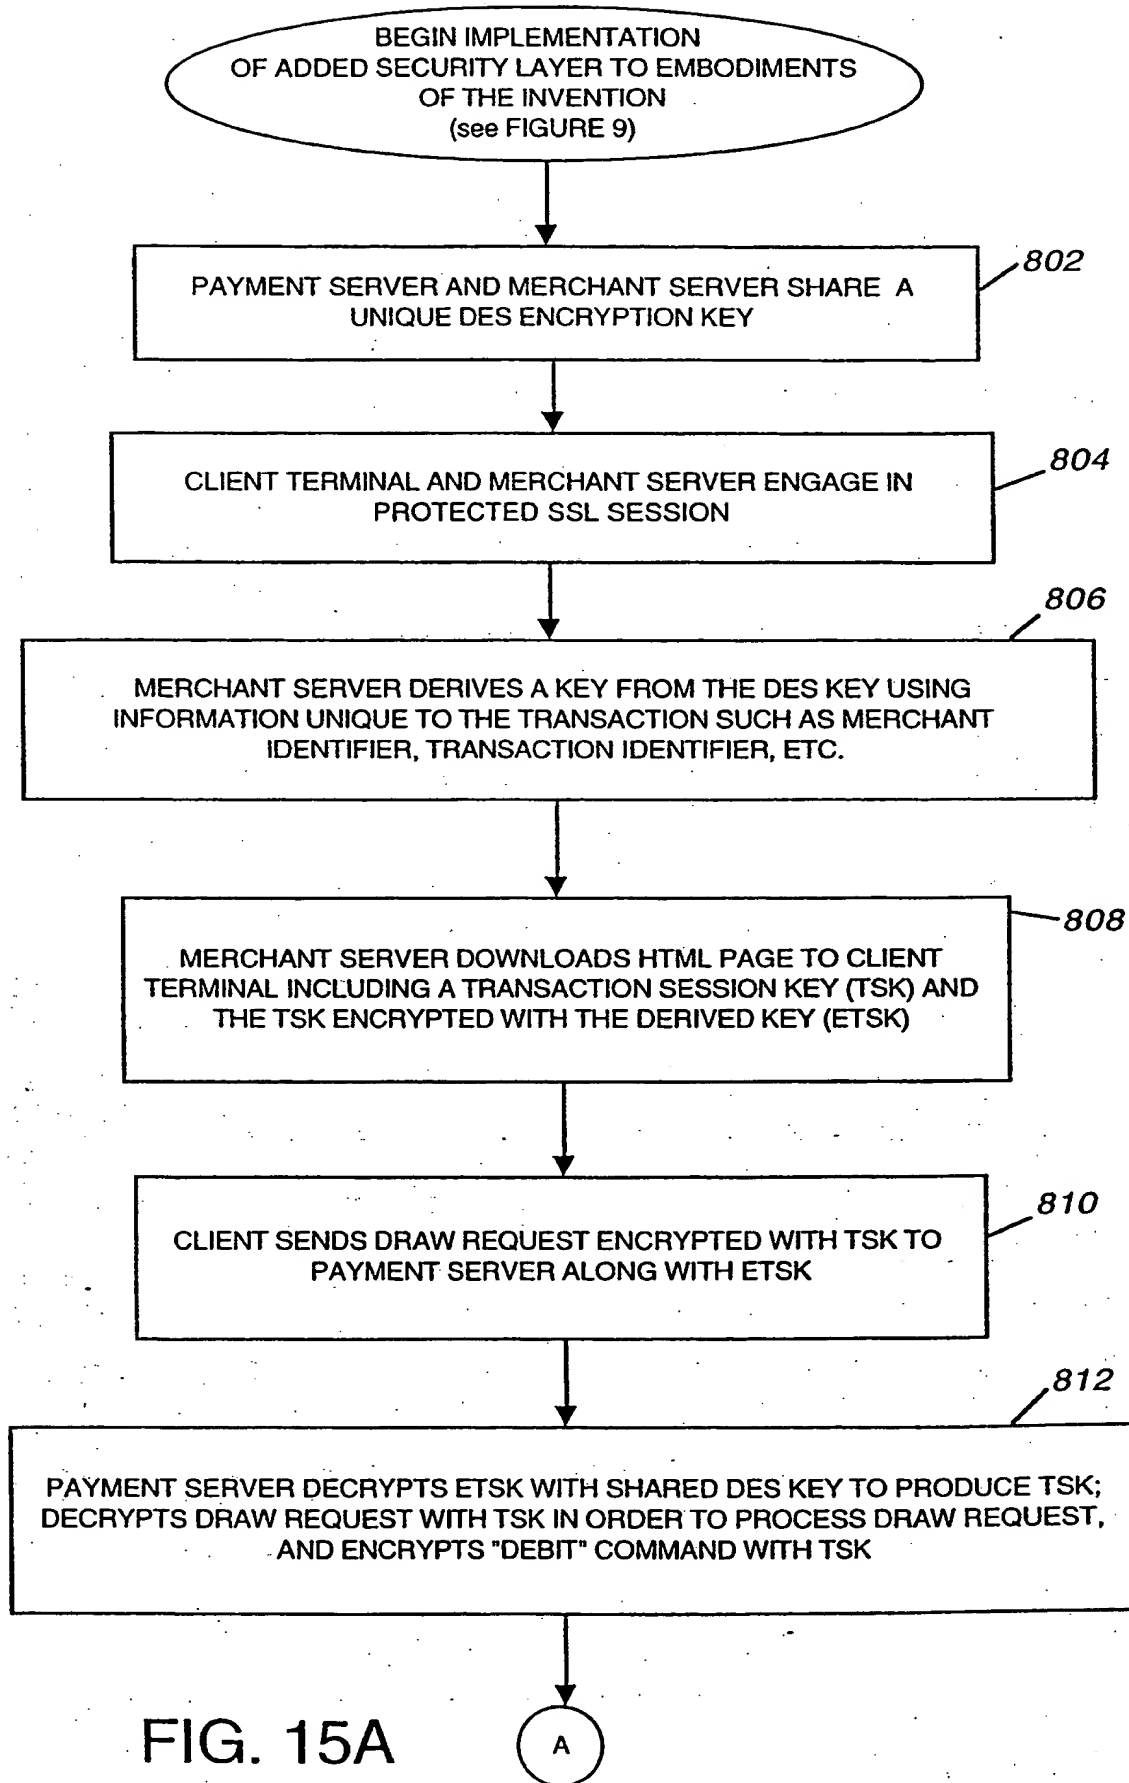 BEGIN IMPLEMENTATION
OF ADDED SECURITY LAYER TO EMBODIMENTS
OF THE INVENTION
(see FIGURE 9)
802
PAYMENT SERVER AND MERCHANT SERVER SHARE A
UNIQUE DES ENCRYPTION KEY
804
CLIENT TERMINAL AND MERCHANT SERVER ENGAGE IN
PROTECTED SSL SESSION
806
MERCHANT SERVER DERIVES A KEY FROM THE DES KEY USING
INFORMATION UNIQUE TO THE TRANSACTION SUCH AS MERCHANT
IDENTIFIER, TRANSACTION IDENTIFIER, ETC.
808
MERCHANT SERVER DOWNLOADS HTML PAGE TO CLIENT
TERMINAL INCLUDING A TRANSACTION SESSION KEY (TSK) AND
THE TSK ENCRYPTED WITH THE DERIVED KEY (ETSK)
810
CLIENT SENDS DRAW REQUEST ENCRYPTED WITH TSK TO
PAYMENT SERVER ALONG WITH ETSK
812
PAYMENT SERVER DECRYPTS ETSK WITH SHARED DES KEY TO PRODUCE TSK;
DECRYPTS DRAW REQUEST WITH TSK IN ORDER TO PROCESS DRAW REQUEST,
AND ENCRYPTS "DEBIT" COMMAND WITH TSK
A
FIG. 15A